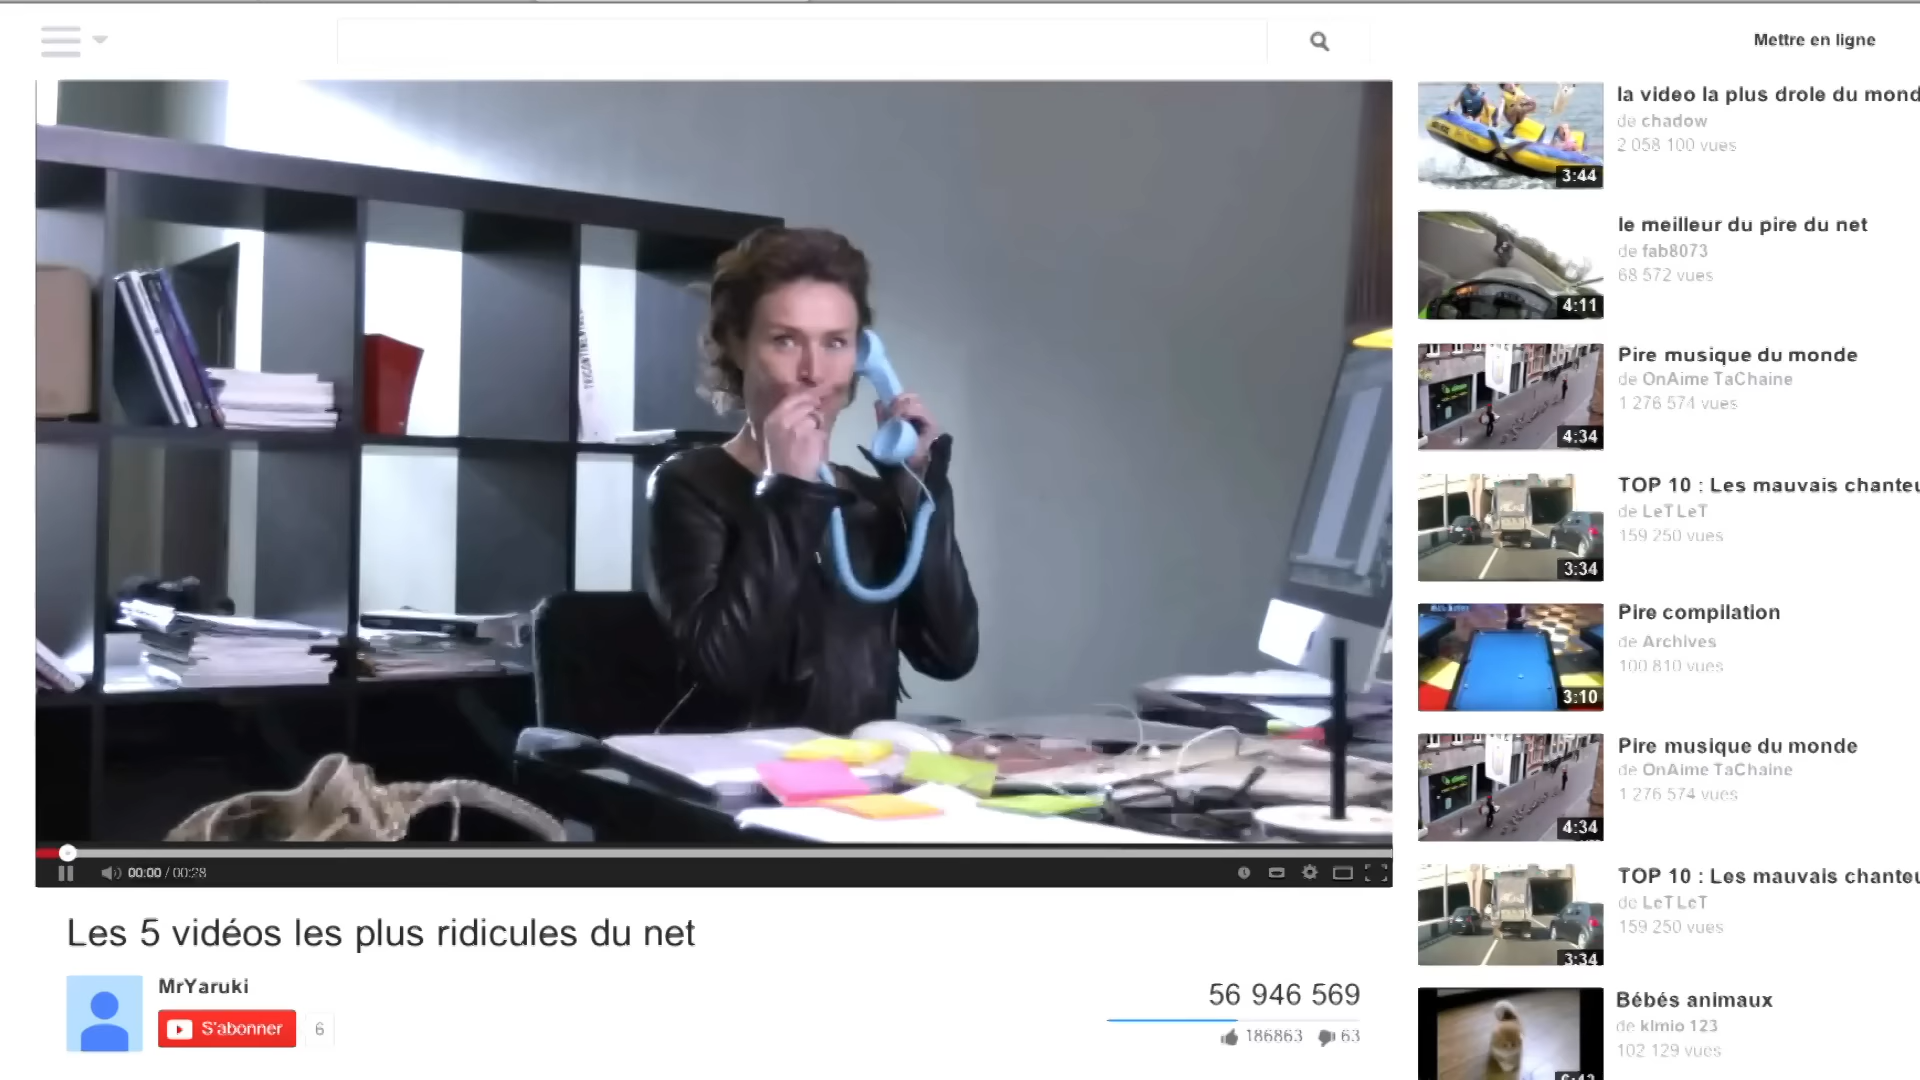 Mettre en ligne
la video la plus drole du mond
de chadow
2 058 100 vues
3:44
le meilleur du pire du net
de fab8073
68 572 vues
4:11
Pire musique du monde
de OnAime TaChaine
1 276 574 vues
4:34
TOP 10 : Les mauvais chanteu
de LeTLeT
159 250 vues
3:34
Pire compilation
de Archives
100 810 vues
3:10
Pire musique du monde
de OnAime TaChaine
1 276 574 vues
4:34
TOP 10 : Les mauvais chanteu
de LeTLeT
159 250 vues
3:34
Bébés animaux
de klmio 123
102 129 vues
00:00 / 00:28
Les 5 vidéos les plus ridicules du net
MrYaruki
S'abonner 6
56 946 569
186863 63